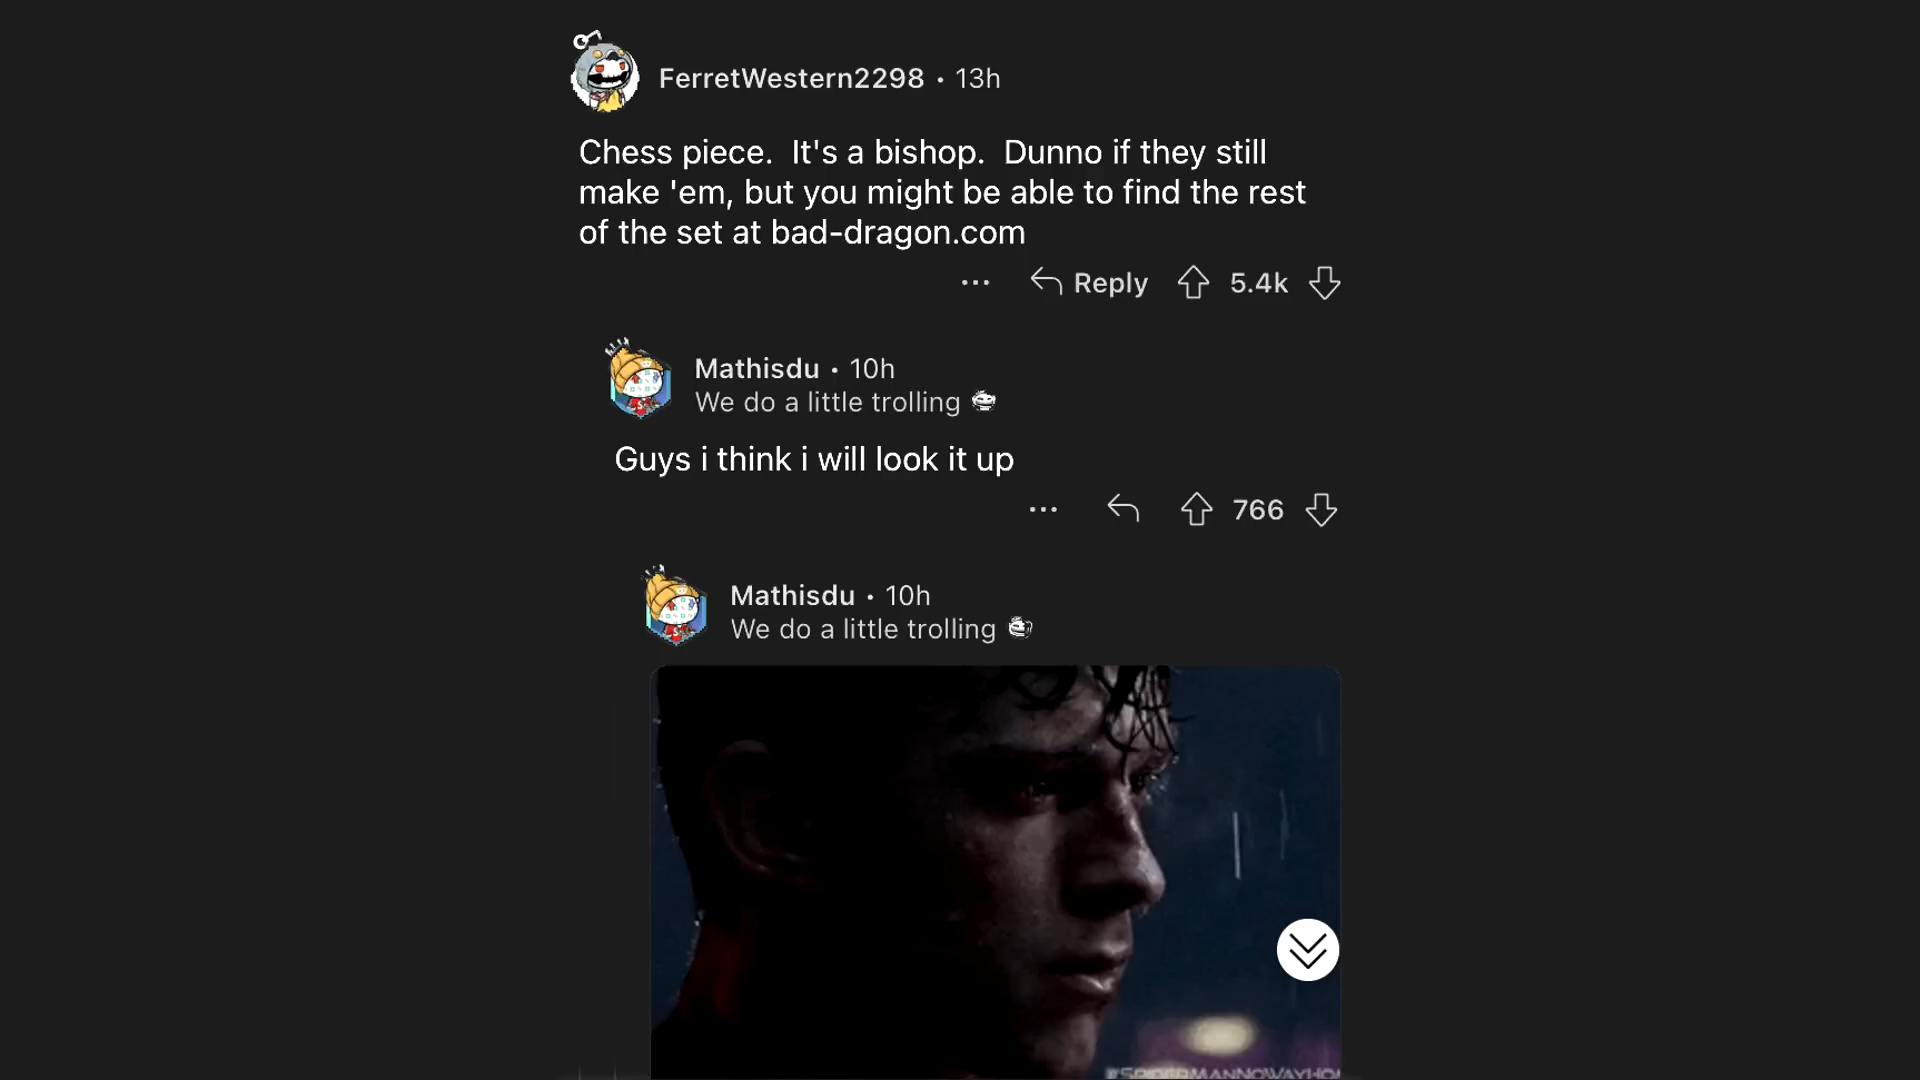 FerretWestern2298 • 13h
Chess piece.  It's a bishop.  Dunno if they still
make 'em, but you might be able to find the rest
of the set at bad-dragon.com
... Reply 5.4k
Mathisdu • 10h
We do a little trolling
Guys i think i will look it up
... 766
Mathisdu • 10h
We do a little trolling
#SPIDERMANNOWAYHOM